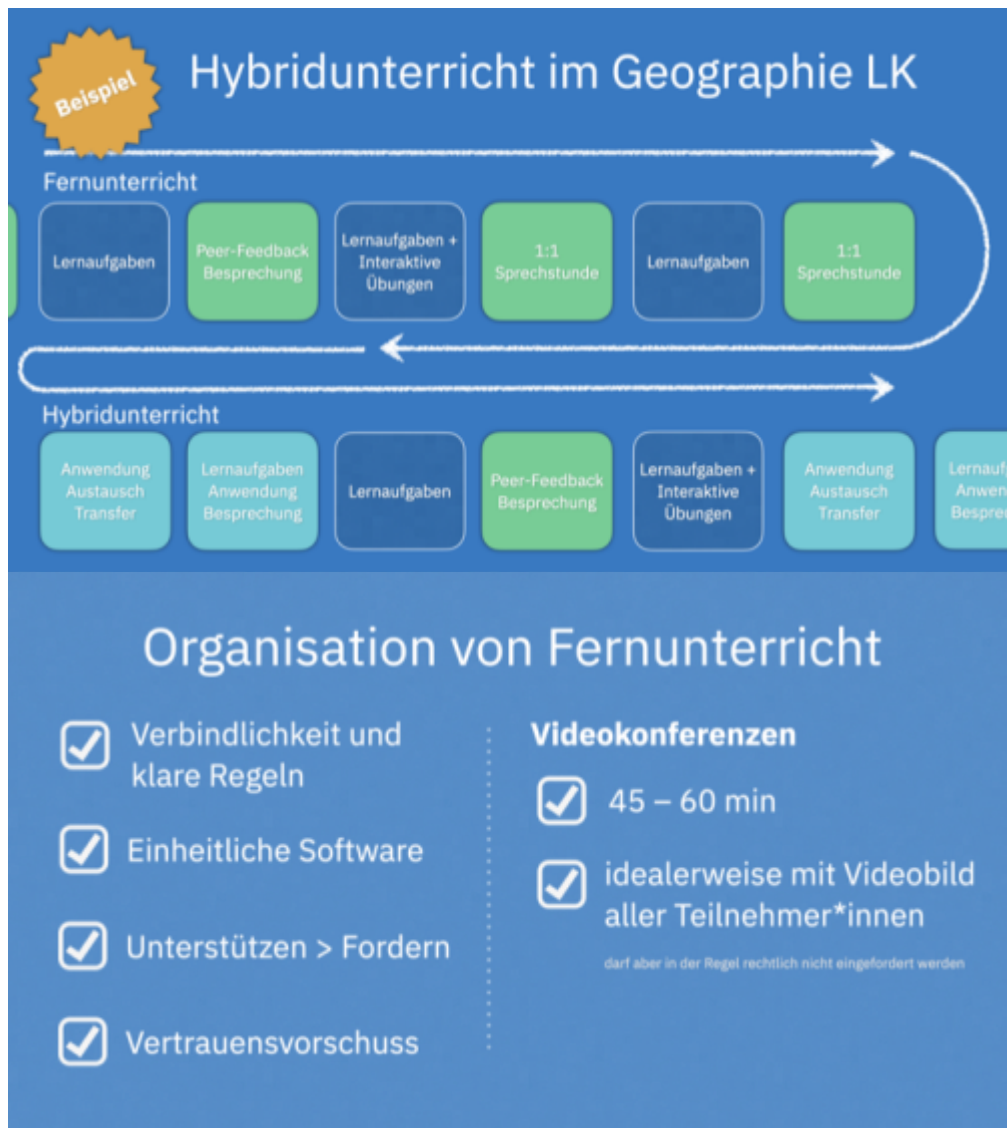 Beispiel
Hybridunterricht im Geographie LK
Fernunterricht
Lernaufgaben
Peer-Feedback
Besprechung
Lernaufgaben +
Interaktive
Übungen
1:1
Sprechstunde
Lernaufgaben
1:1
Sprechstunde
Hybridunterricht
Anwendung
Austausch
Transfer
Lernaufgaben
Anwendung
Besprechung
Lernaufgaben
Peer-Feedback
Besprechung
Lernaufgaben +
Interaktive
Übungen
Anwendung
Austausch
Transfer
Lernauf
Anwen
Bespre
Organisation von Fernunterricht
Verbindlichkeit und
klare Regeln
Einheitliche Software
Unterstützen > Fordern
Vertrauensvorschuss
Videokonferenzen
45 – 60 min
idealerweise mit Videobild
aller Teilnehmer*innen
darf aber in der Regel rechtlich nicht eingefordert werden